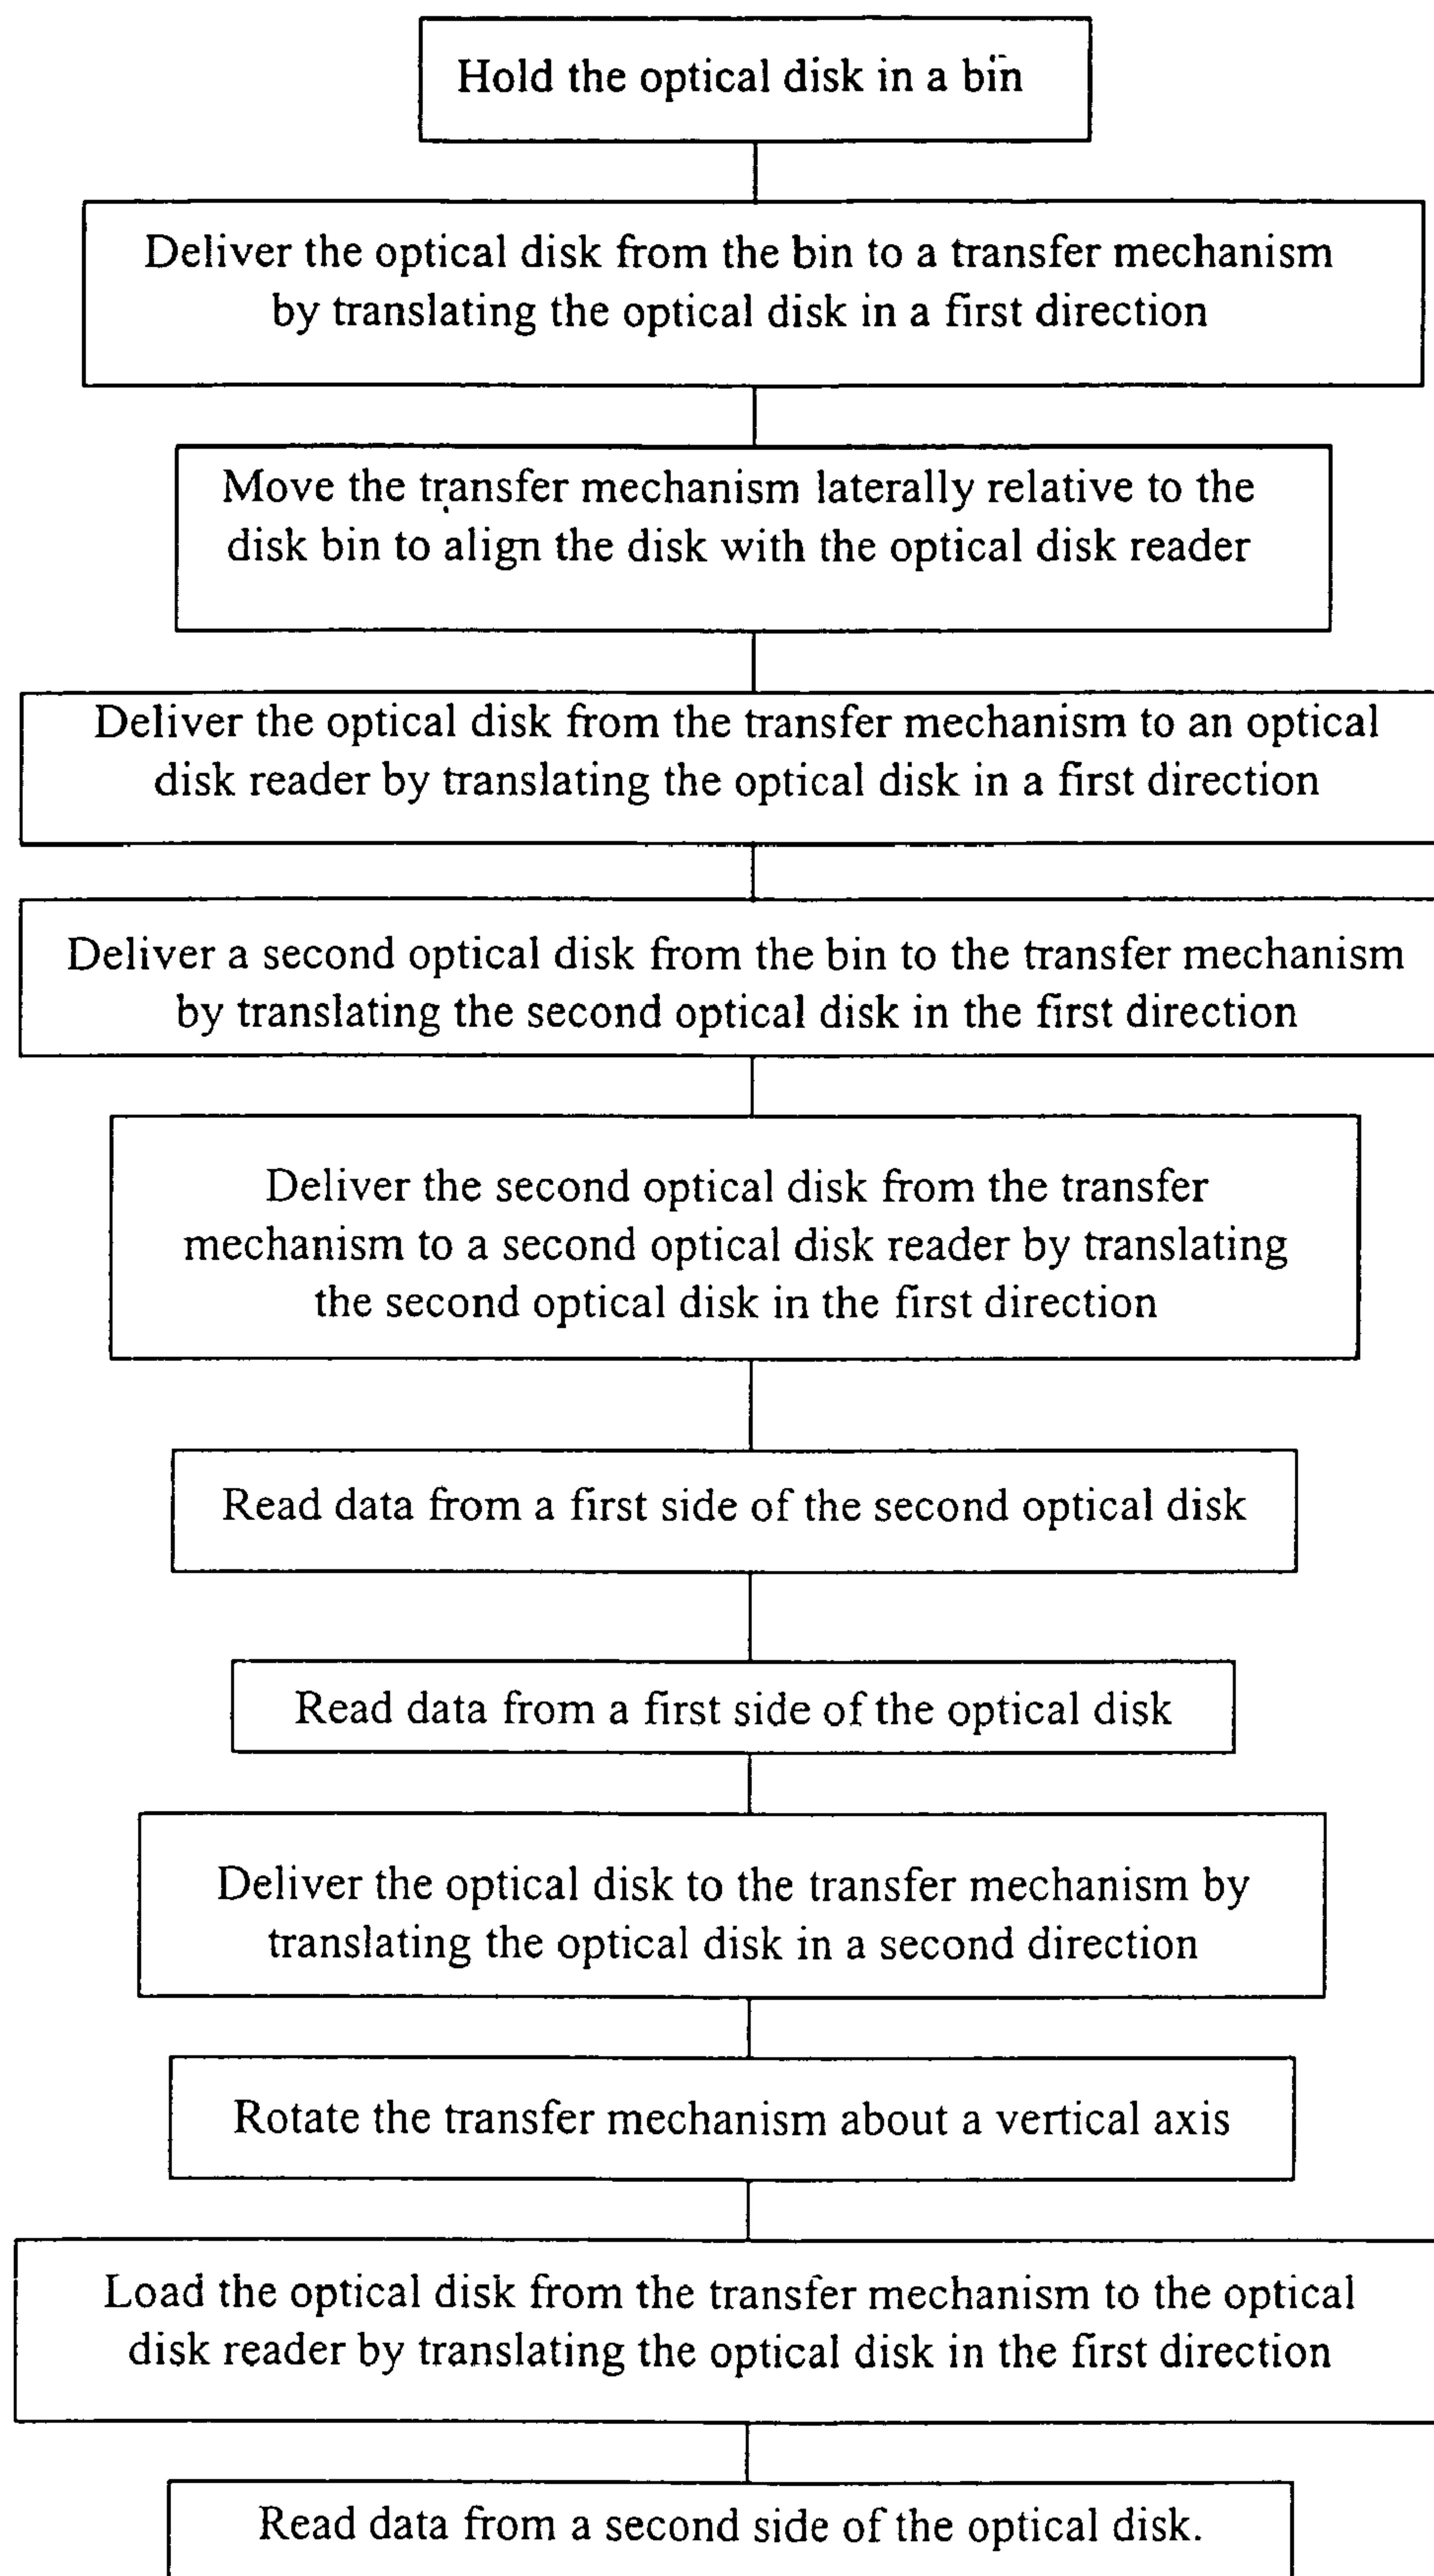 Hold the optical disk in a bin
Deliver the optical disk from the bin to a transfer mechanism
by translating the optical disk in a first direction
Move the transfer mechanism laterally relative to the
disk bin to align the disk with the optical disk reader
Deliver the optical disk from the transfer mechanism to an optical
disk reader by translating the optical disk in a first direction
Deliver a second optical disk from the bin to the transfer mechanism
by translating the second optical disk in the first direction
Deliver the second optical disk from the transfer
mechanism to a second optical disk reader by translating
the second optical disk in the first direction
Read data from a first side of the second optical disk
Read data from a first side of the optical disk
Deliver the optical disk to the transfer mechanism by
translating the optical disk in a second direction
Rotate the transfer mechanism about a vertical axis
Load the optical disk from the transfer mechanism to the optical
disk reader by translating the optical disk in the first direction
Read data from a second side of the optical disk.